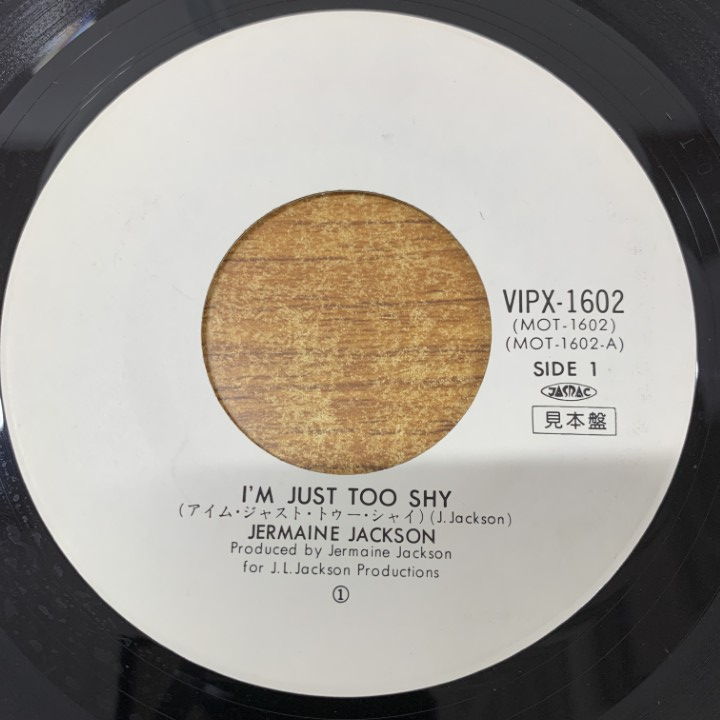 VIPX-1602
(MOT-1602)
(MOT-1602-A)
SIDE 1
JASRAC
見本盤
I'M JUST TOO SHY
(アイム・ジャスト・トゥー・シャイ)(J.Jackson)
JERMAINE JACKSON
Produced by Jermaine Jackson
for J.L.Jackson Productions
①